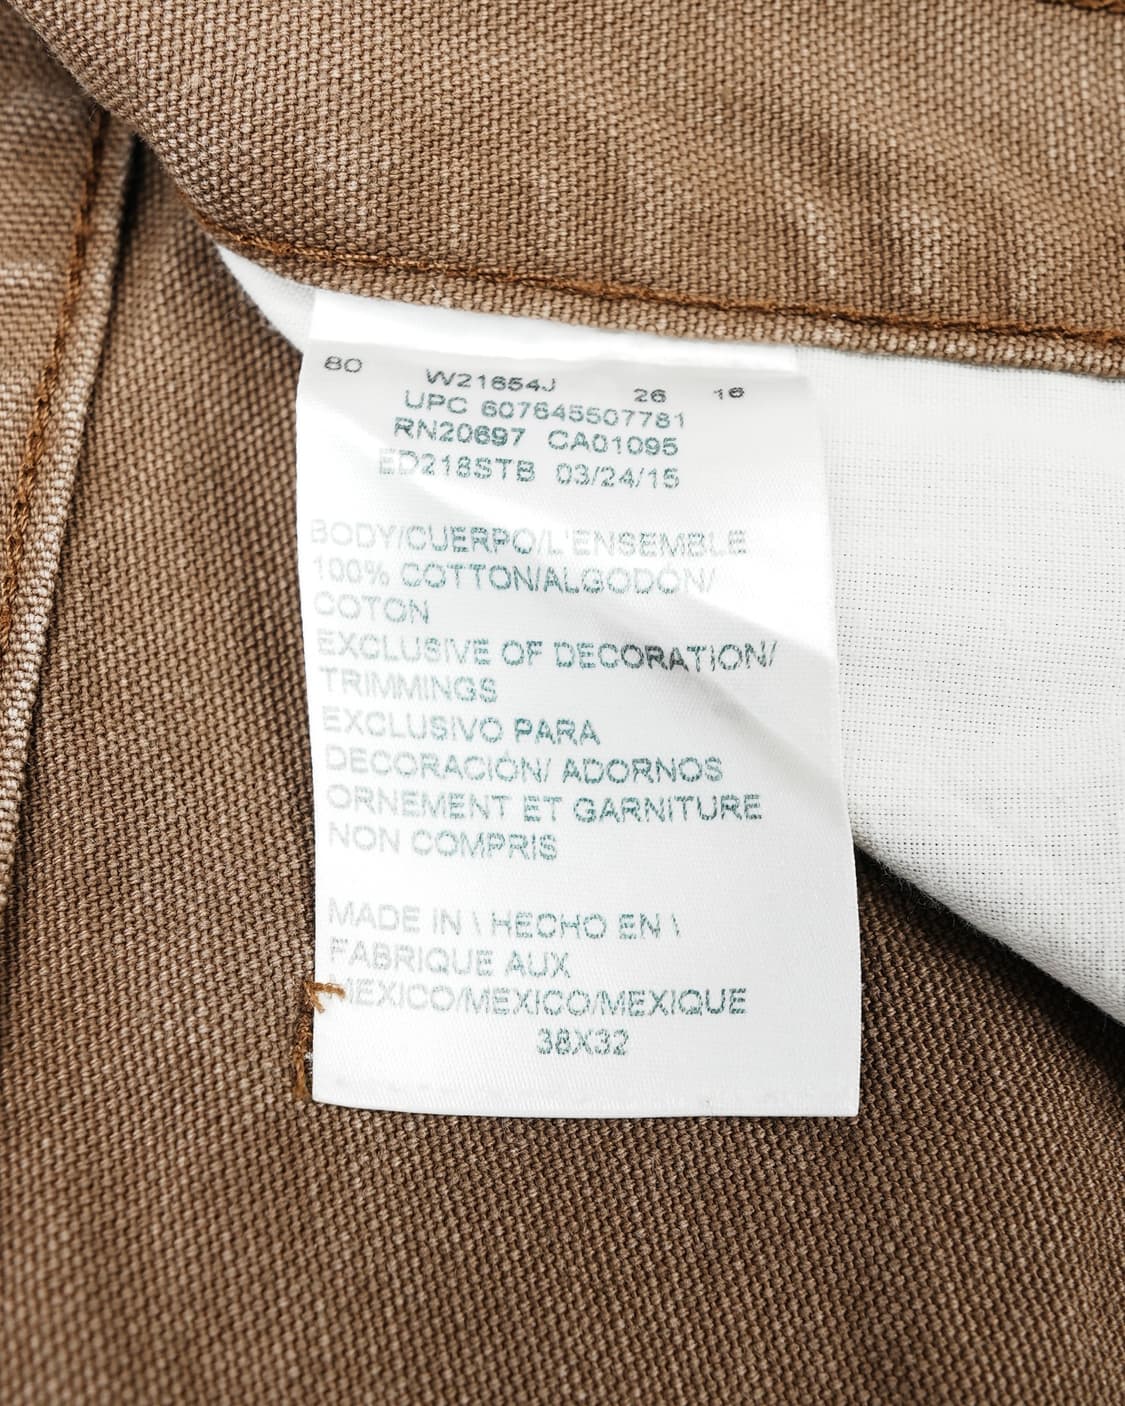 80 W21654J 26 16
UPC 607645507781
RN20697 CA01095
ED218STB 03/24/15
BODY/CUERPO/L'ENSEMBLE
100% COTTON/ALGODÓN/
COTON
EXCLUSIVE OF DECORATION/
TRIMMINGS
EXCLUSIVO PARA
DECORACIÓN/ ADORNOS
ORNEMENT ET GARNITURE
NON COMPRIS
MADE IN \ HECHO EN \
FABRIQUE AUX
MEXICO/MEXICO/MEXIQUE
38X32